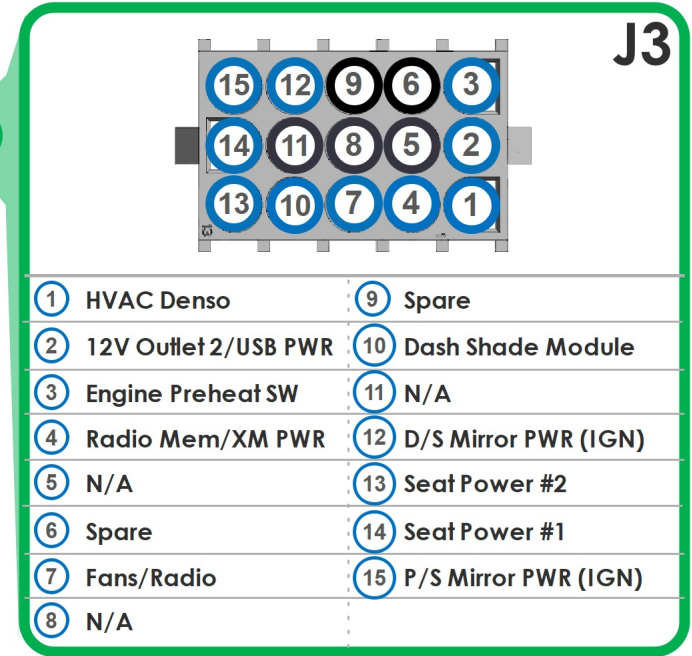 J3
15 12 9 6 3
14 11 8 5 2
13 10 7 4 1
1 HVAC Denso
2 12V Outlet 2/USB PWR
3 Engine Preheat SW
4 Radio Mem/XM PWR
5 N/A
6 Spare
7 Fans/Radio
8 N/A
9 Spare
10 Dash Shade Module
11 N/A
12 D/S Mirror PWR (IGN)
13 Seat Power #2
14 Seat Power #1
15 P/S Mirror PWR (IGN)